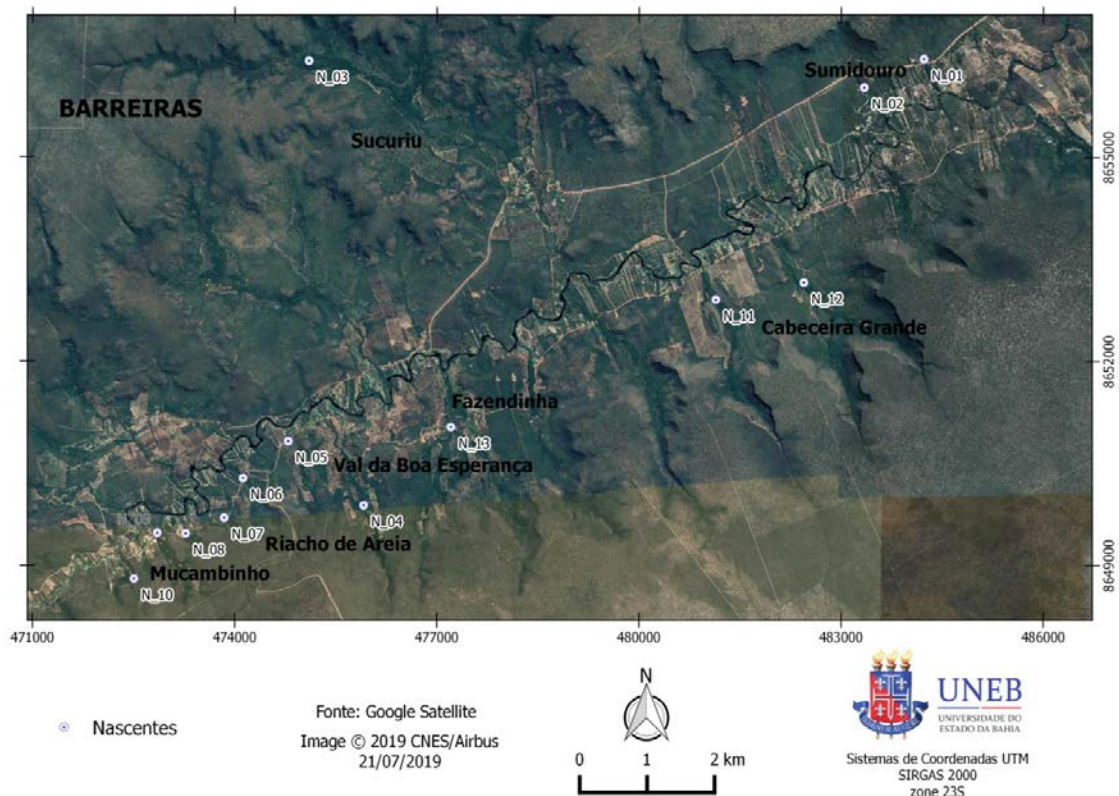 N_03
Sumidouro
N_01
N_02
BARREIRAS
Sucuriu
8655000
N_12
N_11
Cabeceira Grande
8652000
Fazendinha
N_13
N_05
Val da Boa Esperança
N_06
N_04
N_07
N_08
Riacho de Areia
Mucambinho
N_10
8649000
471000
474000
477000
480000
483000
486000
Nascentes
Fonte: Google Satellite
Image © 2019 CNES/Airbus
21/07/2019
N
0 1 2 km
UNEB
UNIVERSIDADE DO
ESTADO DA BAHIA
Sistemas de Coordenadas UTM
SIRGAS 2000
zone 23S